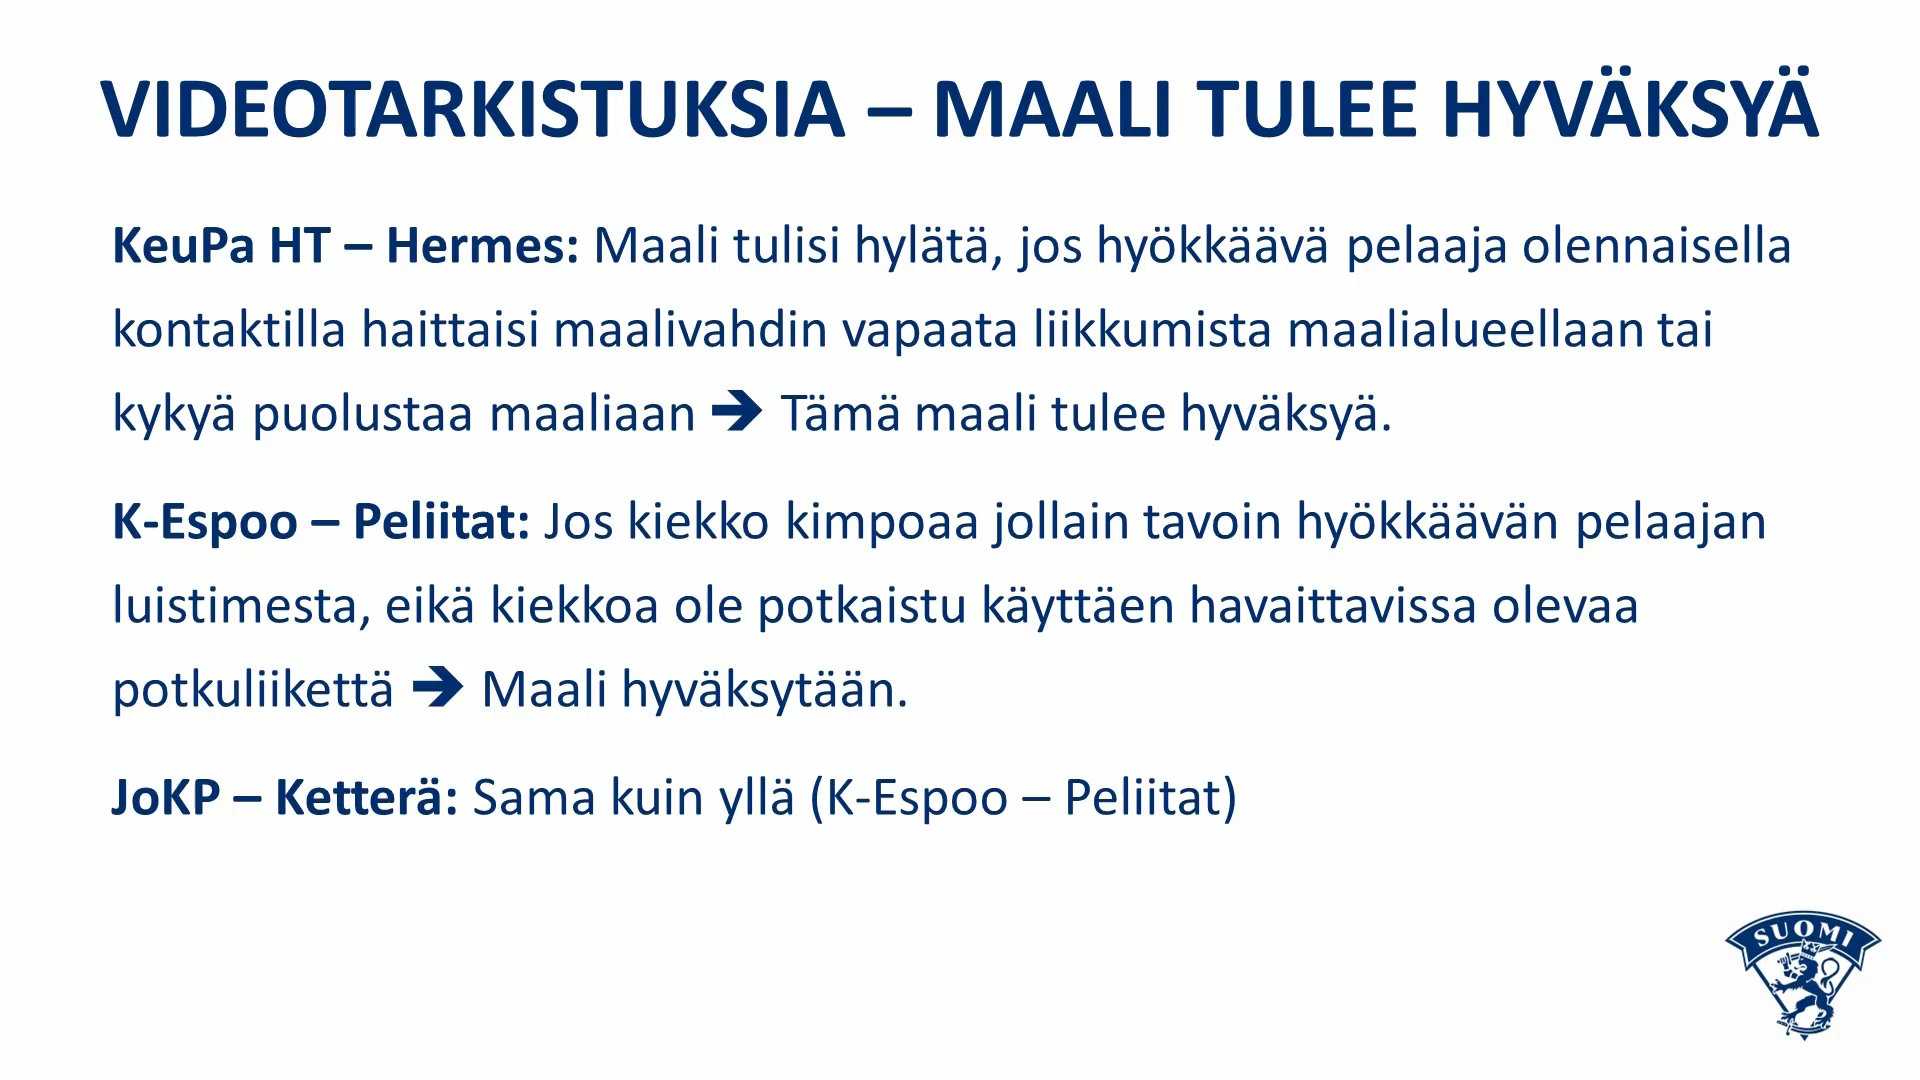 VIDEOTARKISTUKSIA – MAALI TULEE HYVÄKSYÄ
KeuPa HT – Hermes: Maali tulisi hylätä, jos hyökkäävä pelaaja olennaisella
kontaktilla haittaisi maalivahdin vapaata liikkumista maalialueellaan tai
kykyä puolustaa maaliaan → Tämä maali tulee hyväksyä.
K-Espoo – Peliitat: Jos kiekko kimpoaa jollain tavoin hyökkäävän pelaajan
luistimesta, eikä kiekkoa ole potkaistu käyttäen havaittavissa olevaa
potkuliikettä → Maali hyväksytään.
JoKP – Ketterä: Sama kuin yllä (K-Espoo – Peliitat)
SUOMI